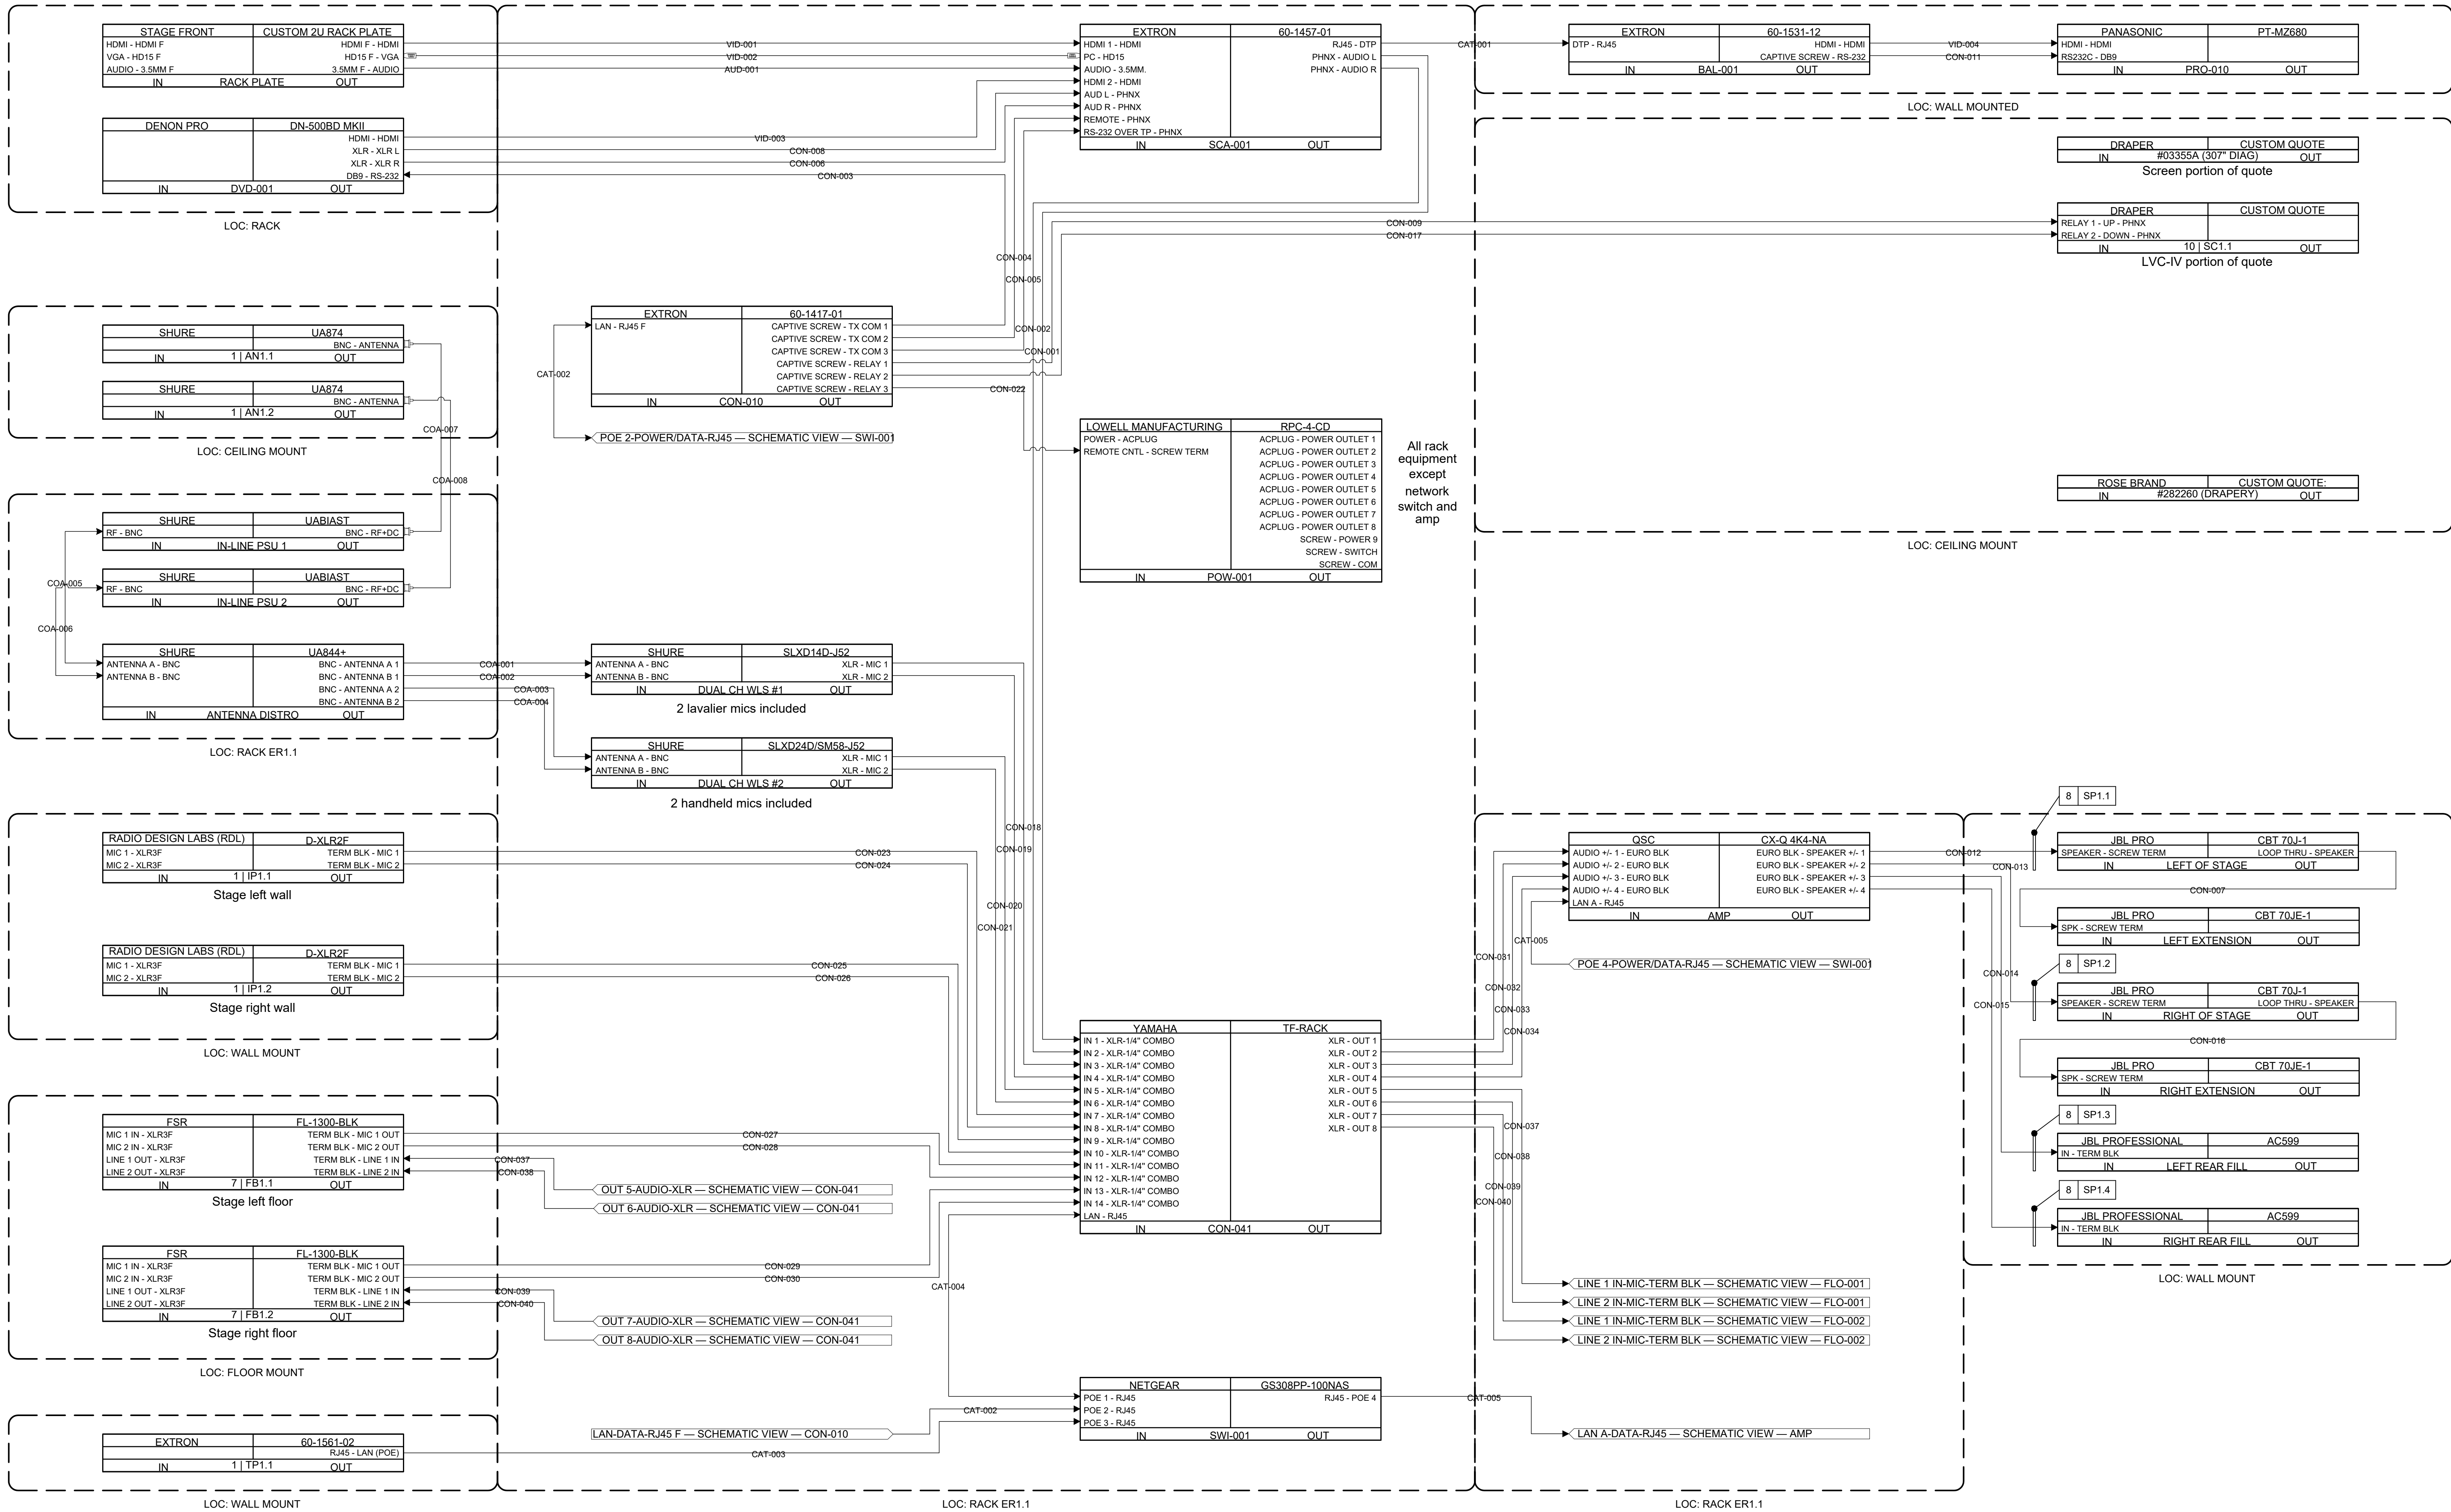 STAGE FRONT CUSTOM 2U RACK PLATE
HDMI - HDMI F HDMI F - HDMI
VGA - HD15 F HD15 F - VGA
AUDIO - 3.5MM F 3.5MM F - AUDIO
IN RACK PLATE OUT
DENON PRO DN-500BD MKII
HDMI - HDMI
XLR - XLR L
XLR - XLR R
DB9 - RS-232
IN DVD-001 OUT
LOC: RACK
VID-001
VID-002
AUD-001
VID-003
CON-008
CON-006
CON-003
EXTRON 60-1457-01
HDMI 1 - HDMI RJ45 - DTP
PC - HD15 PHNX - AUDIO L
AUDIO - 3.5MM. PHNX - AUDIO R
HDMI 2 - HDMI
AUD L - PHNX
AUD R - PHNX
REMOTE - PHNX
RS-232 OVER TP - PHNX
IN SCA-001 OUT
CAT-001
EXTRON 60-1531-12
DTP - RJ45 HDMI - HDMI
CAPTIVE SCREW - RS-232
IN BAL-001 OUT
VID-004
CON-011
PANASONIC PT-MZ680
HDMI - HDMI
RS232C - DB9
IN PRO-010 OUT
LOC: WALL MOUNTED
DRAPER CUSTOM QUOTE
IN #03355A (307" DIAG) OUT
Screen portion of quote
DRAPER CUSTOM QUOTE
RELAY 1 - UP - PHNX
RELAY 2 - DOWN - PHNX
IN 10 | SC1.1 OUT
LVC-IV portion of quote
CON-009
CON-017
CON-004
CON-005
CON-002
CON-001
CON-022
ROSE BRAND CUSTOM QUOTE:
IN #282260 (DRAPERY) OUT
LOC: CEILING MOUNT
SHURE UA874
BNC - ANTENNA
IN 1 | AN1.1 OUT
SHURE UA874
BNC - ANTENNA
IN 1 | AN1.2 OUT
LOC: CEILING MOUNT
COA-007
COA-008
EXTRON 60-1417-01
LAN - RJ45 F CAPTIVE SCREW - TX COM 1
CAPTIVE SCREW - TX COM 2
CAPTIVE SCREW - TX COM 3
CAPTIVE SCREW - RELAY 1
CAPTIVE SCREW - RELAY 2
CAPTIVE SCREW - RELAY 3
IN CON-010 OUT
CAT-002
POE 2-POWER/DATA-RJ45 — SCHEMATIC VIEW — SWI-001
LOWELL MANUFACTURING RPC-4-CD
POWER - ACPLUG ACPLUG - POWER OUTLET 1
REMOTE CNTL - SCREW TERM ACPLUG - POWER OUTLET 2
ACPLUG - POWER OUTLET 3
ACPLUG - POWER OUTLET 4
ACPLUG - POWER OUTLET 5
ACPLUG - POWER OUTLET 6
ACPLUG - POWER OUTLET 7
ACPLUG - POWER OUTLET 8
SCREW - POWER 9
SCREW - SWITCH
SCREW - COM
IN POW-001 OUT
All rack
equipment
except
network
switch and
amp
SHURE UABIAST
RF - BNC BNC - RF+DC
IN IN-LINE PSU 1 OUT
SHURE UABIAST
RF - BNC BNC - RF+DC
IN IN-LINE PSU 2 OUT
COA-005
COA-006
SHURE UA844+
ANTENNA A - BNC BNC - ANTENNA A 1
ANTENNA B - BNC BNC - ANTENNA B 1
BNC - ANTENNA A 2
BNC - ANTENNA B 2
IN ANTENNA DISTRO OUT
LOC: RACK ER1.1
COA-001
COA-002
COA-003
COA-004
SHURE SLXD14D-J52
ANTENNA A - BNC XLR - MIC 1
ANTENNA B - BNC XLR - MIC 2
IN DUAL CH WLS #1 OUT
2 lavalier mics included
SHURE SLXD24D/SM58-J52
ANTENNA A - BNC XLR - MIC 1
ANTENNA B - BNC XLR - MIC 2
IN DUAL CH WLS #2 OUT
2 handheld mics included
CON-018
CON-019
CON-020
CON-021
RADIO DESIGN LABS (RDL) D-XLR2F
MIC 1 - XLR3F TERM BLK - MIC 1
MIC 2 - XLR3F TERM BLK - MIC 2
IN 1 | IP1.1 OUT
Stage left wall
CON-023
CON-024
RADIO DESIGN LABS (RDL) D-XLR2F
MIC 1 - XLR3F TERM BLK - MIC 1
MIC 2 - XLR3F TERM BLK - MIC 2
IN 1 | IP1.2 OUT
Stage right wall
LOC: WALL MOUNT
CON-025
CON-026
QSC CX-Q 4K4-NA
AUDIO +/- 1 - EURO BLK EURO BLK - SPEAKER +/- 1
AUDIO +/- 2 - EURO BLK EURO BLK - SPEAKER +/- 2
AUDIO +/- 3 - EURO BLK EURO BLK - SPEAKER +/- 3
AUDIO +/- 4 - EURO BLK EURO BLK - SPEAKER +/- 4
LAN A - RJ45
IN AMP OUT
CAT-005
POE 4-POWER/DATA-RJ45 — SCHEMATIC VIEW — SWI-001
CON-031
CON-032
CON-033
CON-034
CON-012
CON-013
CON-014
CON-015
8 SP1.1
JBL PRO CBT 70J-1
SPEAKER - SCREW TERM LOOP THRU - SPEAKER
IN LEFT OF STAGE OUT
CON-007
JBL PRO CBT 70JE-1
SPK - SCREW TERM
IN LEFT EXTENSION OUT
8 SP1.2
JBL PRO CBT 70J-1
SPEAKER - SCREW TERM LOOP THRU - SPEAKER
IN RIGHT OF STAGE OUT
CON-016
JBL PRO CBT 70JE-1
SPK - SCREW TERM
IN RIGHT EXTENSION OUT
8 SP1.3
JBL PROFESSIONAL AC599
IN - TERM BLK
IN LEFT REAR FILL OUT
8 SP1.4
JBL PROFESSIONAL AC599
IN - TERM BLK
IN RIGHT REAR FILL OUT
LOC: WALL MOUNT
YAMAHA TF-RACK
IN 1 - XLR-1/4" COMBO XLR - OUT 1
IN 2 - XLR-1/4" COMBO XLR - OUT 2
IN 3 - XLR-1/4" COMBO XLR - OUT 3
IN 4 - XLR-1/4" COMBO XLR - OUT 4
IN 5 - XLR-1/4" COMBO XLR - OUT 5
IN 6 - XLR-1/4" COMBO XLR - OUT 6
IN 7 - XLR-1/4" COMBO XLR - OUT 7
IN 8 - XLR-1/4" COMBO XLR - OUT 8
IN 9 - XLR-1/4" COMBO
IN 10 - XLR-1/4" COMBO
IN 11 - XLR-1/4" COMBO
IN 12 - XLR-1/4" COMBO
IN 13 - XLR-1/4" COMBO
IN 14 - XLR-1/4" COMBO
LAN - RJ45
IN CON-041 OUT
CON-037
CON-038
CON-039
CON-040
FSR FL-1300-BLK
MIC 1 IN - XLR3F TERM BLK - MIC 1 OUT
MIC 2 IN - XLR3F TERM BLK - MIC 2 OUT
LINE 1 OUT - XLR3F TERM BLK - LINE 1 IN
LINE 2 OUT - XLR3F TERM BLK - LINE 2 IN
IN 7 | FB1.1 OUT
Stage left floor
CON-027
CON-028
CON-037
CON-038
OUT 5-AUDIO-XLR — SCHEMATIC VIEW — CON-041
OUT 6-AUDIO-XLR — SCHEMATIC VIEW — CON-041
FSR FL-1300-BLK
MIC 1 IN - XLR3F TERM BLK - MIC 1 OUT
MIC 2 IN - XLR3F TERM BLK - MIC 2 OUT
LINE 1 OUT - XLR3F TERM BLK - LINE 1 IN
LINE 2 OUT - XLR3F TERM BLK - LINE 2 IN
IN 7 | FB1.2 OUT
Stage right floor
LOC: FLOOR MOUNT
CON-029
CON-030
CON-039
CON-040
OUT 7-AUDIO-XLR — SCHEMATIC VIEW — CON-041
OUT 8-AUDIO-XLR — SCHEMATIC VIEW — CON-041
CAT-004
LINE 1 IN-MIC-TERM BLK — SCHEMATIC VIEW — FLO-001
LINE 2 IN-MIC-TERM BLK — SCHEMATIC VIEW — FLO-001
LINE 1 IN-MIC-TERM BLK — SCHEMATIC VIEW — FLO-002
LINE 2 IN-MIC-TERM BLK — SCHEMATIC VIEW — FLO-002
NETGEAR GS308PP-100NAS
POE 1 - RJ45 RJ45 - POE 4
POE 2 - RJ45
POE 3 - RJ45
IN SWI-001 OUT
CAT-005
CAT-002
LAN-DATA-RJ45 F — SCHEMATIC VIEW — CON-010
LAN A-DATA-RJ45 — SCHEMATIC VIEW — AMP
EXTRON 60-1561-02
RJ45 - LAN (POE)
IN 1 | TP1.1 OUT
CAT-003
LOC: WALL MOUNT
LOC: RACK ER1.1
LOC: RACK ER1.1